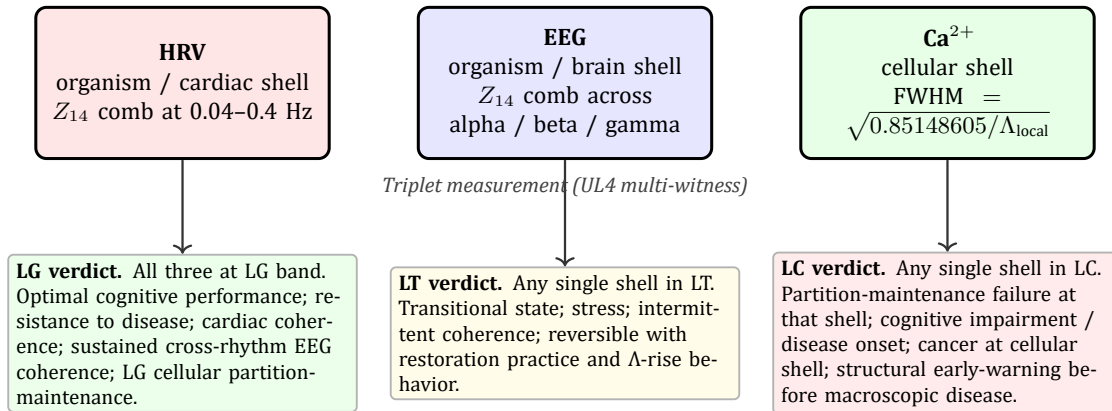 HRV
organism / cardiac shell
Z₁₄ comb at 0.04–0.4 Hz
EEG
organism / brain shell
Z₁₄ comb across
alpha / beta / gamma
Ca²⁺
cellular shell
FWHM =
√0.85148605/Λ_local
Triplet measurement (UL4 multi-witness)
LG verdict. All three at LG band.
Optimal cognitive performance; re-
sistance to disease; cardiac coher-
ence; sustained cross-rhythm EEG
coherence; LG cellular partition-
maintenance.
LT verdict. Any single shell in LT.
Transitional state; stress; intermit-
tent coherence; reversible with
restoration practice and Λ-rise be-
havior.
LC verdict. Any single shell in LC.
Partition-maintenance failure at
that shell; cognitive impairment /
disease onset; cancer at cellular
shell; structural early-warning be-
fore macroscopic disease.